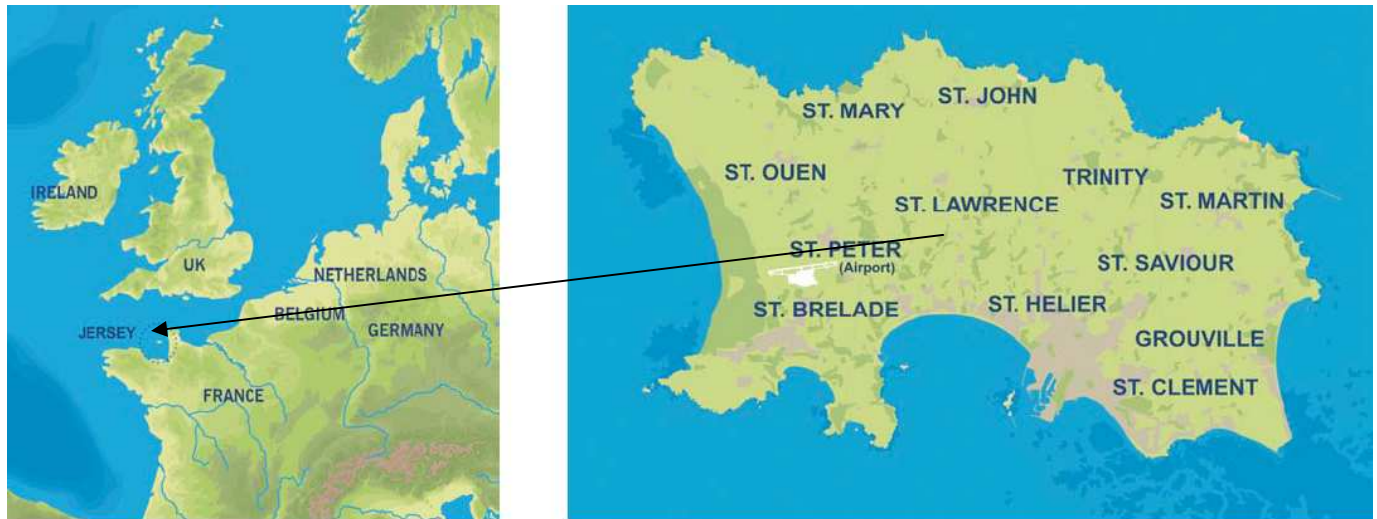 IRELAND
UK
NETHERLANDS
BELGIUM
GERMANY
JERSEY
FRANCE
ST. MARY
ST. JOHN
ST. OUEN
TRINITY
ST. LAWRENCE
ST. MARTIN
ST. PETER
(Airport)
ST. SAVIOUR
ST. BRELADE
ST. HELIER
GROUVILLE
ST. CLEMENT